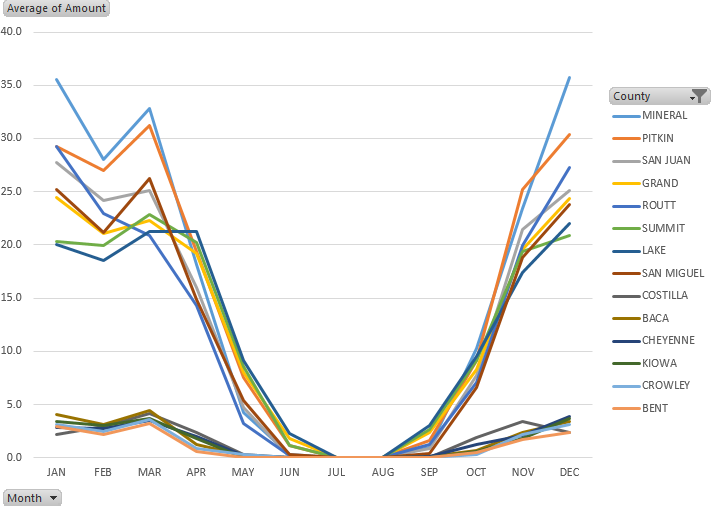 Average of Amount
40.0
35.0
30.0
25.0
20.0
15.0
10.0
5.0
0.0
JAN FEB MAR APR MAY JUN JUL AUG SEP OCT NOV DEC
Month
County
MINERAL
PITKIN
SAN JUAN
GRAND
ROUTT
SUMMIT
LAKE
SAN MIGUEL
COSTILLA
BACA
CHEYENNE
KIOWA
CROWLEY
BENT